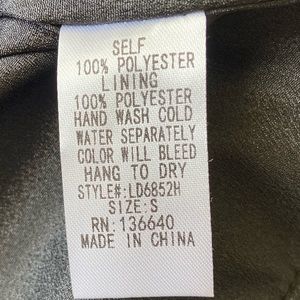 SELF
100% POLYESTER
LINING
100% POLYESTER
HAND WASH COLD
WATER SEPARATELY
COLOR WILL BLEED
HANG TO DRY
STYLE#:LD6852H
SIZE:S
RN:136640
MADE IN CHINA